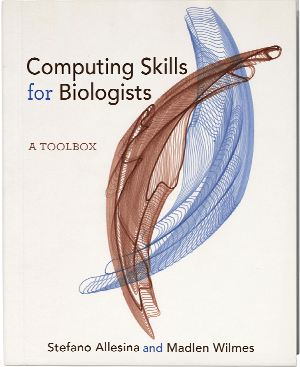 Computing Skills
for Biologists
A TOOLBOX
Stefano Allesina and Madlen Wilmes